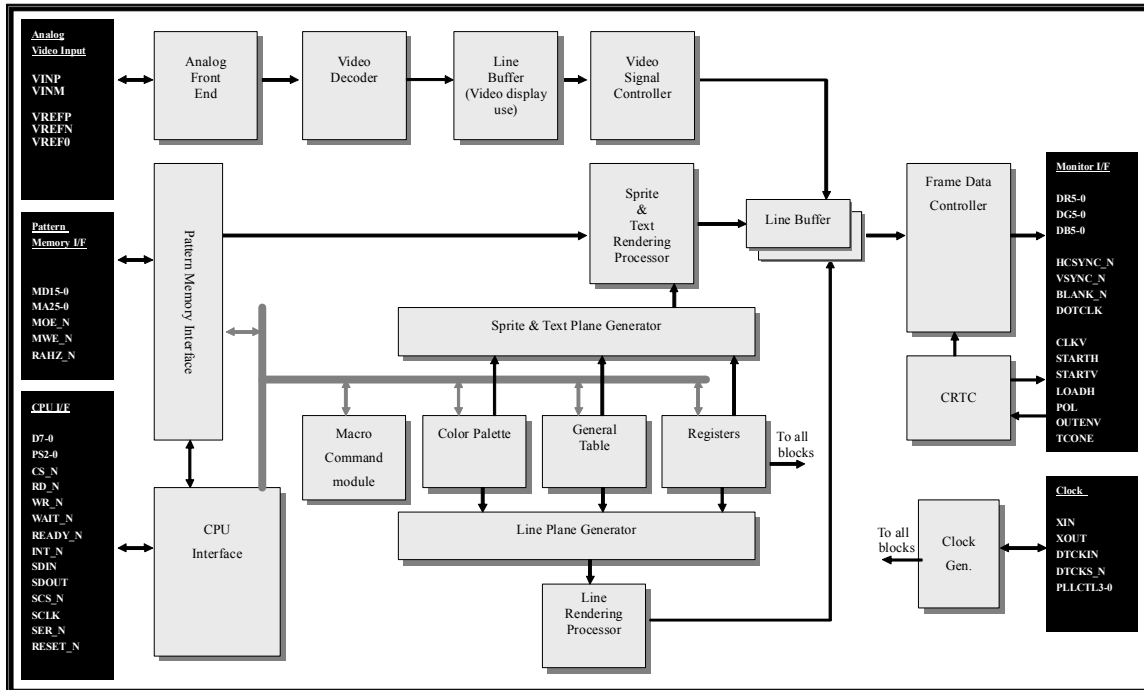 Analog
Video Input
VINP
VINM
VREFP
VREFN
VREF0
Analog
Front
End
Video
Decoder
Line
Buffer
(Video display
use)
Video
Signal
Controller
Pattern
Memory I/F
MD15-0
MA25-0
MOE_N
MWE_N
RAHZ_N
Pattern Memory Interface
Sprite
&
Text
Rendering
Processor
Line Buffer
Frame Data
Controller
Monitor I/F
DR5-0
DG5-0
DB5-0
HCSYNC_N
VSYNC_N
BLANK_N
DOTCLK
CLKV
STARTH
STARTV
LOADH
POL
OUTENV
TCONE
Sprite & Text Plane Generator
CRTC
CPU I/F
D7-0
PS2-0
CS_N
RD_N
WR_N
WAIT_N
READY_N
INT_N
SDIN
SDOUT
SCS_N
SCLK
SER_N
RESET_N
Macro
Command
module
Color Palette
General
Table
Registers
To all
blocks
CPU
Interface
Line Plane Generator
Line
Rendering
Processor
To all
blocks
Clock
Gen.
Clock
XIN
XOUT
DTCKIN
DTCKS_N
PLLCTL3-0